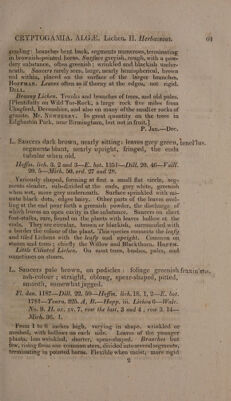 CRYPTOGAMIA. ALGÆ. Lichen. II. Herbaceous. 61
ascending: branches bent back, segments numerous, terminating
in brownish-pointed horns. Surface greyish, rough, with a powdery
substance, often greenish; wrinkled and blackish underneath.
Saucers rarely seen, large, nearly hemispherical, brown
red within, placed on the surface of the larger branches.
HOFFMAN. Leaves often as if thorny at the edges, not rigid.
DILL.
Branny Lichen. Trunks and branches of trees, and old pales.
[Plentifully on Wild Tor-Rock, a large rock five miles from
Chagford, Devonshire, and also on many of the smaller rocks of
granite. Mr. NEWBERRY. In great quantity on the trees in
Edgbaston Park, near Birmingham, but not in fruit.]
P. Jan.—Dec.
L. Saucers dark brown, nearly sitting: leaves grey green, tenel'lus.
segments blunt, nearly upright, fringed, the ends
tubular when old.
Hoffm. lich. 3. 2 and 3—E. bot. 1351—Dill. 20. 46—Vaill.
20. 5—Mich. 50. ord. 27 and 28.
Variously shaped, forming at first a small flat circle, segments
slender, sub-divided at the ends, grey white, greenish
when wet, more grey underneath. Surface sprinkled with minute
black dots, edges hairy. Other parts of the leaves ending
at the end pour forth a greenish powder, the discharge of
which leaves an open cavity in the substance. Saucers on short
foot-stalks, rare, found on the plants with leaves hollow at the
ends. They are circular, brown or blackish, surrounded with
a border the colour of the plant. This species connects the leafy
and tiled Lichens with the leafy and upright. Common on
stones and trees; chiefly the Willow and Blackthorn. HOFFM.
Little Ciliated Lichen. On most trees, bushes, pales, and
sometimes on stones.
L. Saucers pale brown, on pedicles: foliage greenish fraxin'eus.
ash-colour; straight, oblong, spear-shaped, pitted,
smooth, somewhat jagged.
Fl. dan. 1187—Dill. 22. 59—Hoffm. lich. 18. 1, 2—E. bot.
1781—Tourn. 325. A, B.—Hopp. iii. Lichen 6—Walc.
No. 9. H. ox. xv. 7, row the last, 3 and 4; row 3. 14—
Mich. 36. 1.
From 1 to 6 inches high, varying in shape, wrinkled or
meshed, with hollows on each side. Leaves of the younger
plants, less wrinkled, shorter, spear-shaped. Branches but
few, rising from one common stem, divided into several segments,
terminating in pointed horns. Flexible when moist; more rigid
2